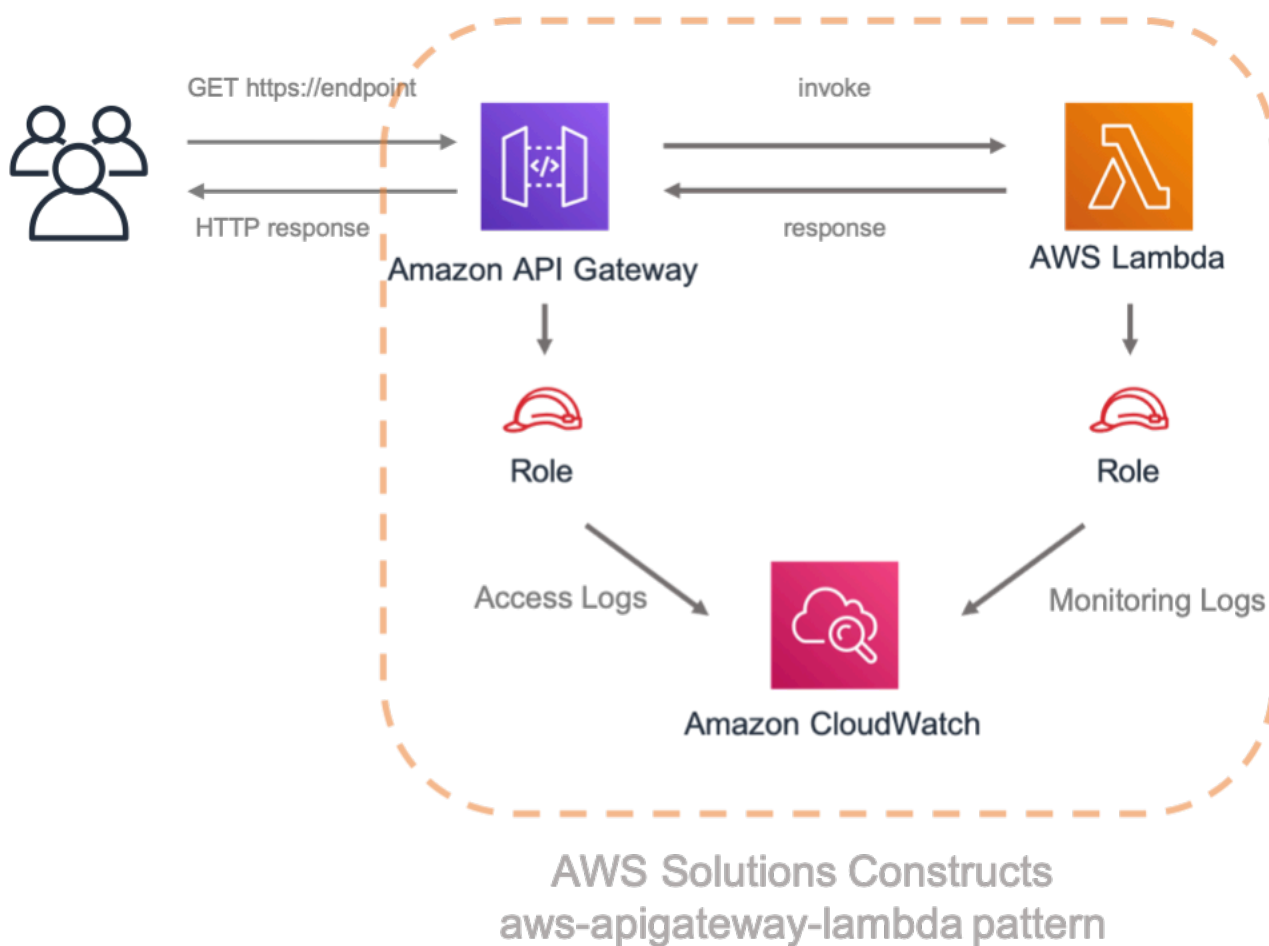 GET https://endpoint
invoke
HTTP response
response
</>
Amazon API Gateway
AWS Lambda
Role
Role
Access Logs
Monitoring Logs
Amazon CloudWatch
AWS Solutions Constructs
aws-apigateway-lambda pattern